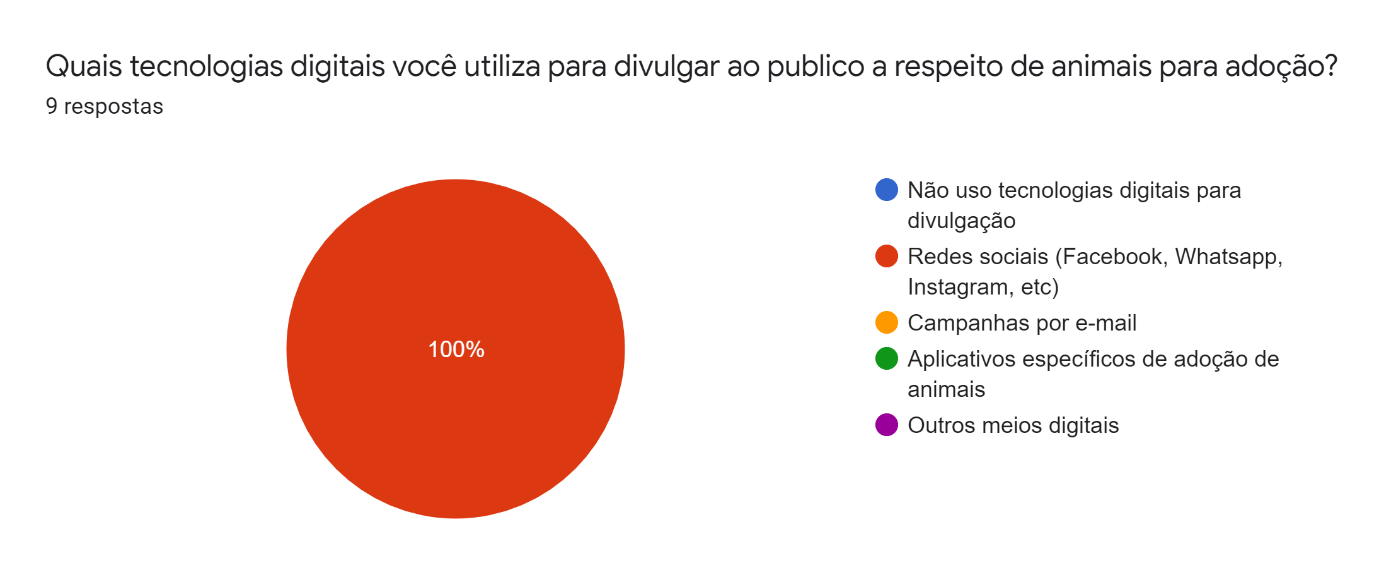 Quais tecnologias digitais você utiliza para divulgar ao publico a respeito de animais para adoção?
9 respostas
100%
Não uso tecnologias digitais para
divulgação
Redes sociais (Facebook, Whatsapp,
Instagram, etc)
Campanhas por e-mail
Aplicativos específicos de adoção de
animais
Outros meios digitais